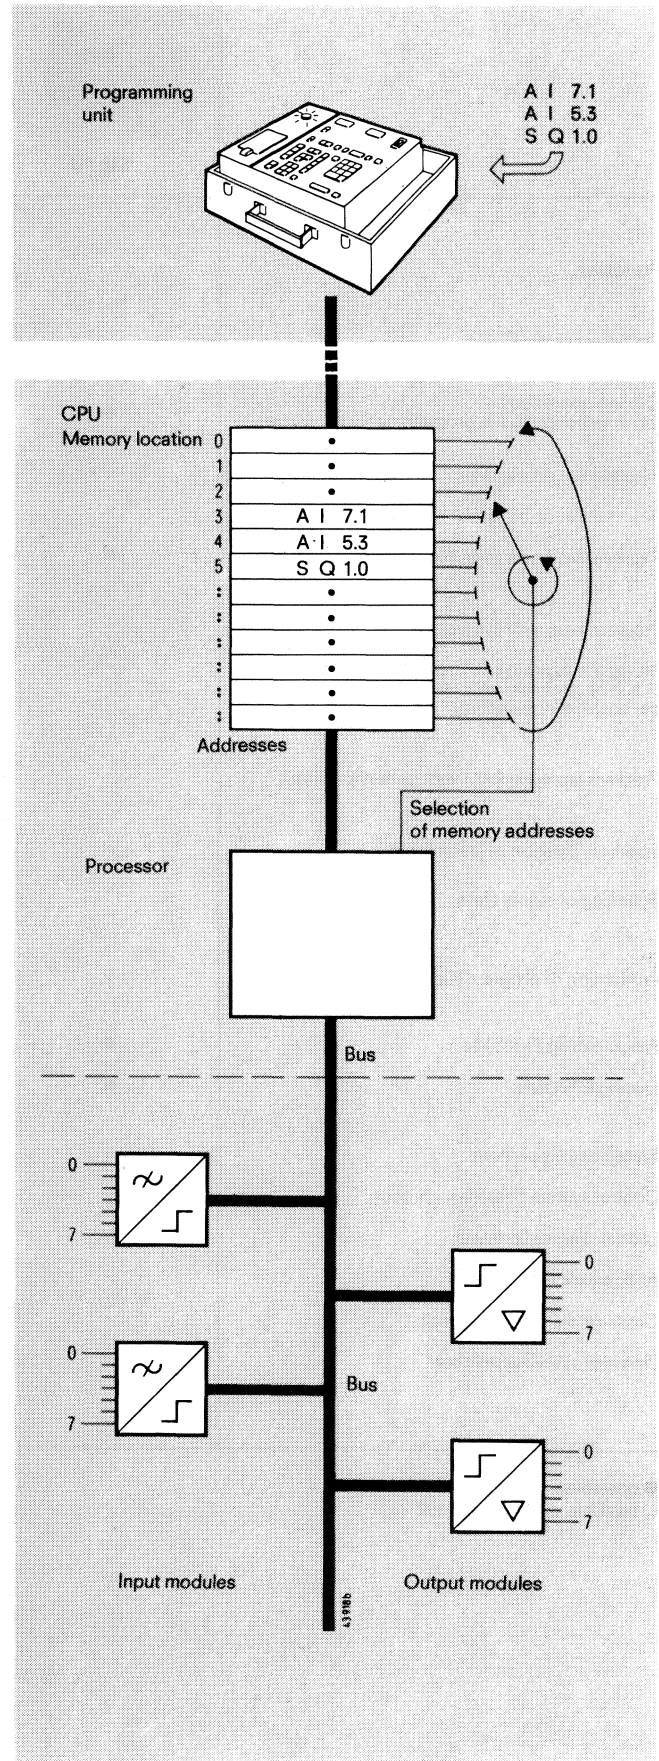 Programming
unit
A I 7.1
A I 5.3
S Q 1.0
CPU
Memory location 0
1
2
3 A I 7.1
4 A I 5.3
5 S Q 1.0
Addresses
Selection
of memory addresses
Processor
Bus
0
7
0
7
0
Bus
7
0
7
Input modules
Output modules
43918b